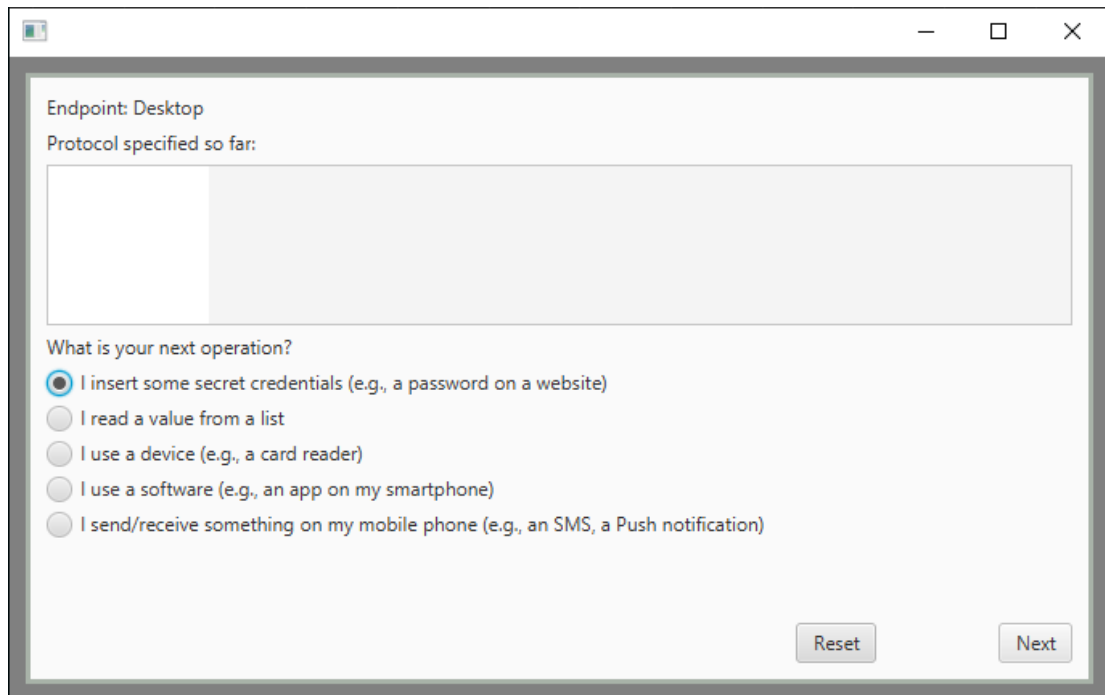 Endpoint: Desktop
Protocol specified so far:
What is your next operation?
I insert some secret credentials (e.g., a password on a website)
I read a value from a list
I use a device (e.g., a card reader)
I use a software (e.g., an app on my smartphone)
I send/receive something on my mobile phone (e.g., an SMS, a Push notification)
Reset Next